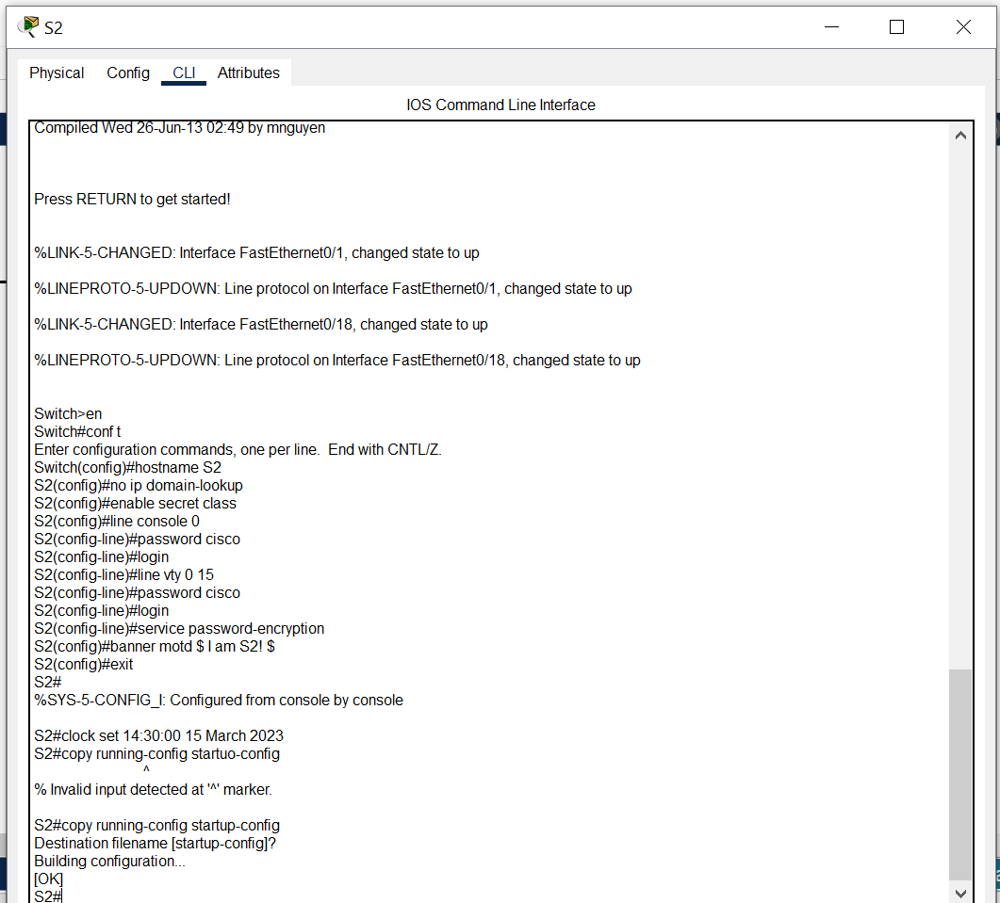 S2
Physical Config CLI Attributes
IOS Command Line Interface
Compiled Wed 26-Jun-13 02:49 by mnguyen
Press RETURN to get started!
%LINK-5-CHANGED: Interface FastEthernet0/1, changed state to up
%LINEPROTO-5-UPDOWN: Line protocol on Interface FastEthernet0/1, changed state to up
%LINK-5-CHANGED: Interface FastEthernet0/18, changed state to up
%LINEPROTO-5-UPDOWN: Line protocol on Interface FastEthernet0/18, changed state to up
Switch>en
Switch#conf t
Enter configuration commands, one per line.  End with CNTL/Z.
Switch(config)#hostname S2
S2(config)#no ip domain-lookup
S2(config)#enable secret class
S2(config)#line console 0
S2(config-line)#password cisco
S2(config-line)#login
S2(config-line)#line vty 0 15
S2(config-line)#password cisco
S2(config-line)#login
S2(config-line)#service password-encryption
S2(config)#banner motd $ I am S2! $
S2(config)#exit
S2#
%SYS-5-CONFIG_I: Configured from console by console
S2#clock set 14:30:00 15 March 2023
S2#copy running-config startuo-config
^
% Invalid input detected at '^' marker.
S2#copy running-config startup-config
Destination filename [startup-config]?
Building configuration...
[OK]
S2#